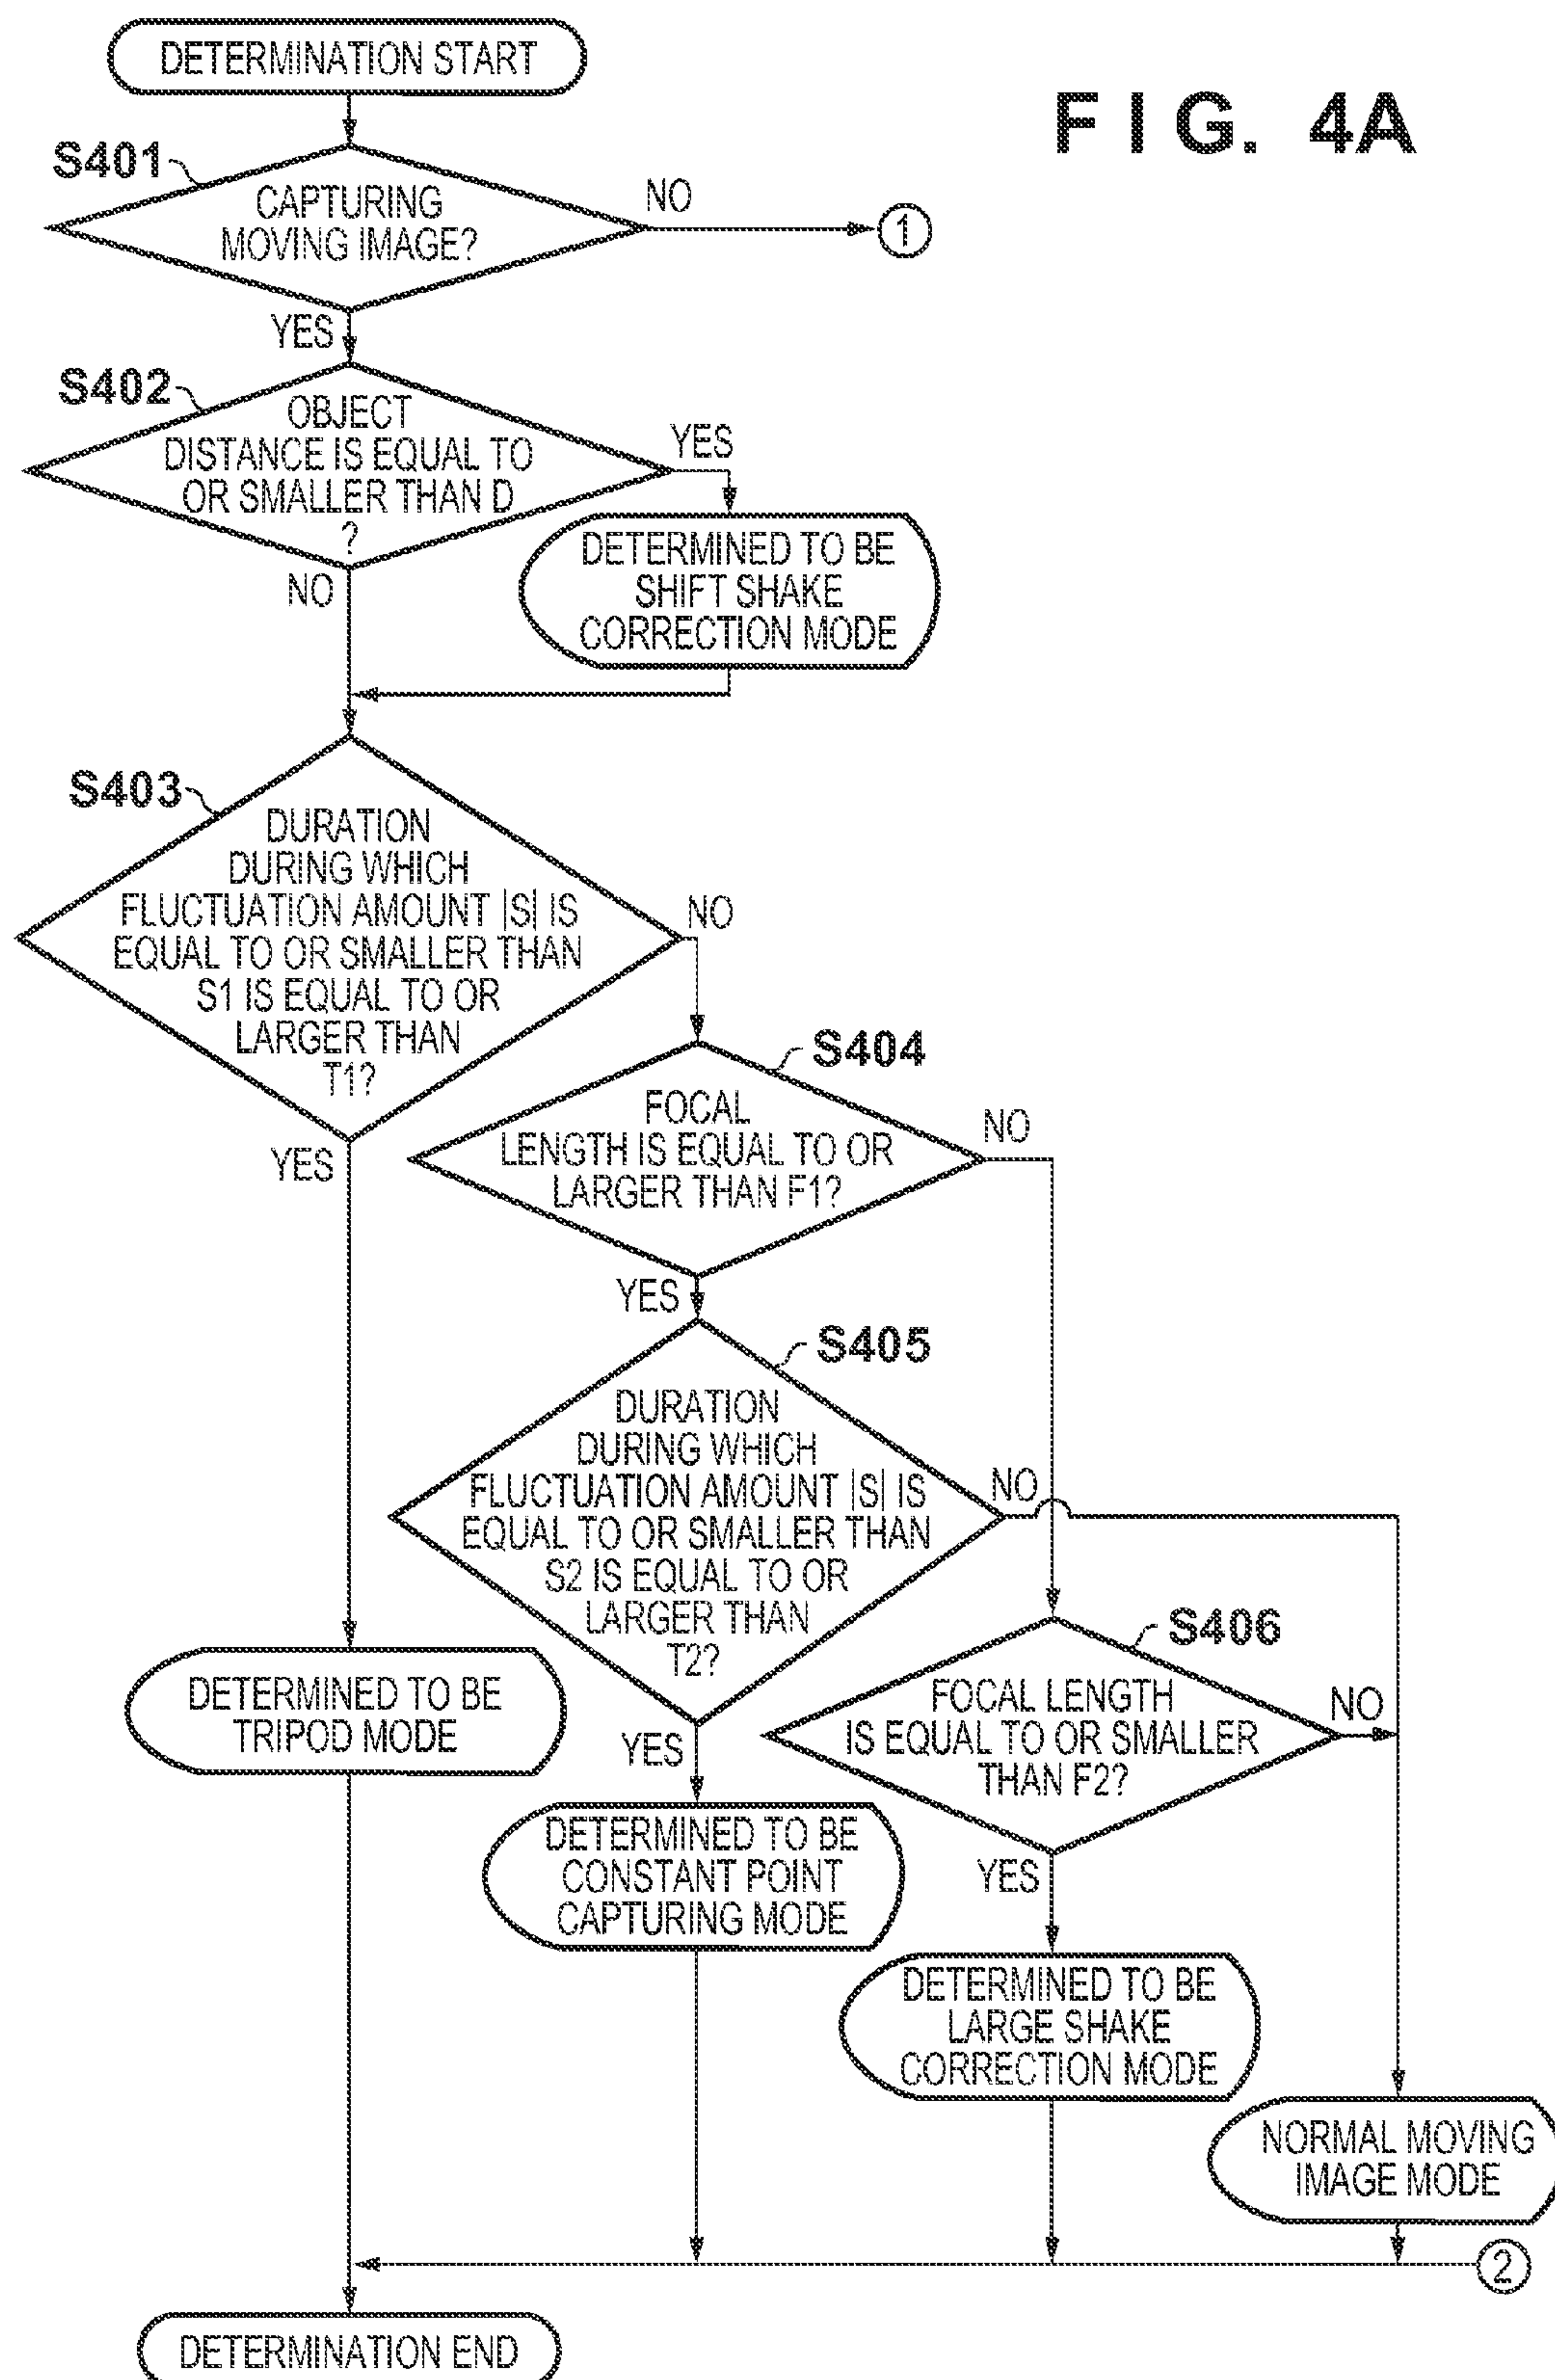 DETERMINATION START
FIG. 4A
S401
CAPTURING
MOVING IMAGE?
NO
1
YES
S402
OBJECT
DISTANCE IS EQUAL TO
OR SMALLER THAN D
?
YES
NO
DETERMINED TO BE
SHIFT SHAKE
CORRECTION MODE
S403
DURATION
DURING WHICH
FLUCTUATION AMOUNT |S| IS
EQUAL TO OR SMALLER THAN
S1 IS EQUAL TO OR
LARGER THAN
T1?
NO
YES
S404
FOCAL
LENGTH IS EQUAL TO OR
LARGER THAN F1?
NO
YES
S405
DURATION
DURING WHICH
FLUCTUATION AMOUNT |S| IS
EQUAL TO OR SMALLER THAN
S2 IS EQUAL TO OR
LARGER THAN
T2?
NO
YES
S406
FOCAL LENGTH
IS EQUAL TO OR SMALLER
THAN F2?
NO
YES
DETERMINED TO BE
TRIPOD MODE
DETERMINED TO BE
CONSTANT POINT
CAPTURING MODE
DETERMINED TO BE
LARGE SHAKE
CORRECTION MODE
NORMAL MOVING
IMAGE MODE
2
DETERMINATION END